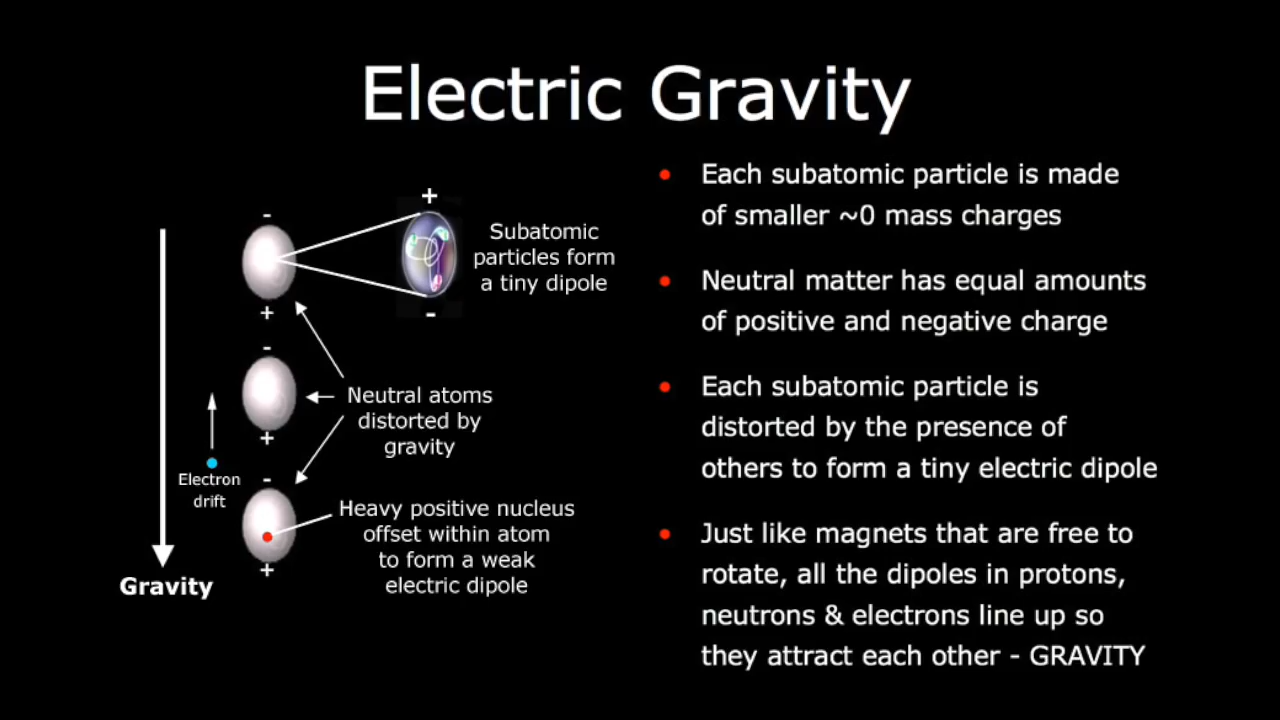 Electric Gravity
-
+
+
-
Subatomic
particles form
a tiny dipole
-
+
Neutral atoms
distorted by
gravity
Electron
drift
-
+
Heavy positive nucleus
offset within atom
to form a weak
electric dipole
Gravity
• Each subatomic particle is made
of smaller ~0 mass charges
• Neutral matter has equal amounts
of positive and negative charge
• Each subatomic particle is
distorted by the presence of
others to form a tiny electric dipole
• Just like magnets that are free to
rotate, all the dipoles in protons,
neutrons & electrons line up so
they attract each other - GRAVITY